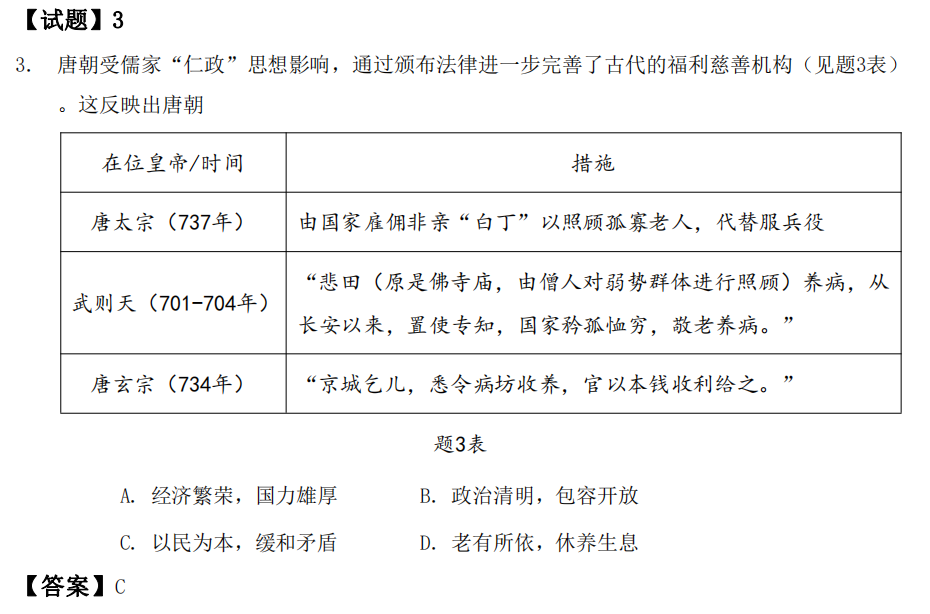 【试题】3
3. 唐朝受儒家“仁政”思想影响，通过颁布法律进一步完善了古代的福利慈善机构（见题3表）
。这反映出唐朝
在位皇帝/时间 措施
唐太宗（737年） 由国家雇佣非亲“白丁”以照顾孤寡老人，代替服兵役
武则天（701-704年） “悲田（原是佛寺庙，由僧人对弱势群体进行照顾）养病，从
长安以来，置使专知，国家矜孤恤穷，敬老养病。”
唐玄宗（734年） “京城乞儿，悉令病坊收养，官以本钱收利给之。”
题3表
A. 经济繁荣，国力雄厚 B. 政治清明，包容开放
C. 以民为本，缓和矛盾 D. 老有所依，休养生息
【答案】C